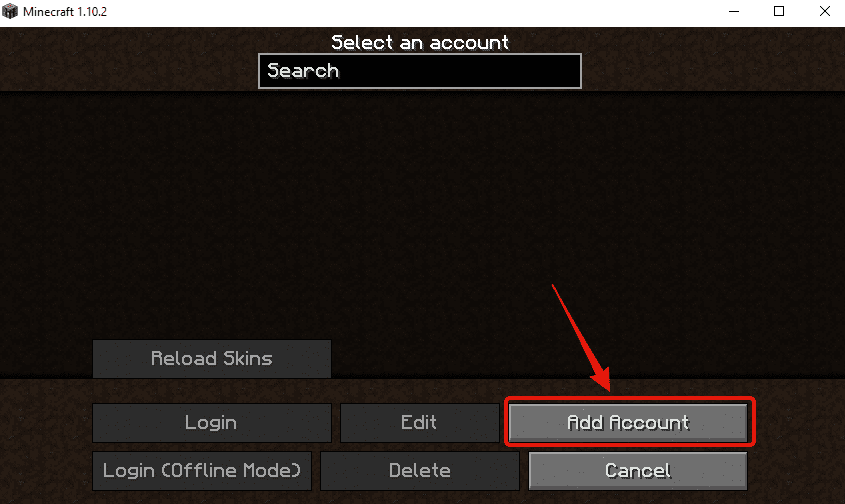 Minecraft 1.10.2
Select an account
Search
Reload Skins
Login Edit Add Account
Login (Offline Mode) Delete Cancel